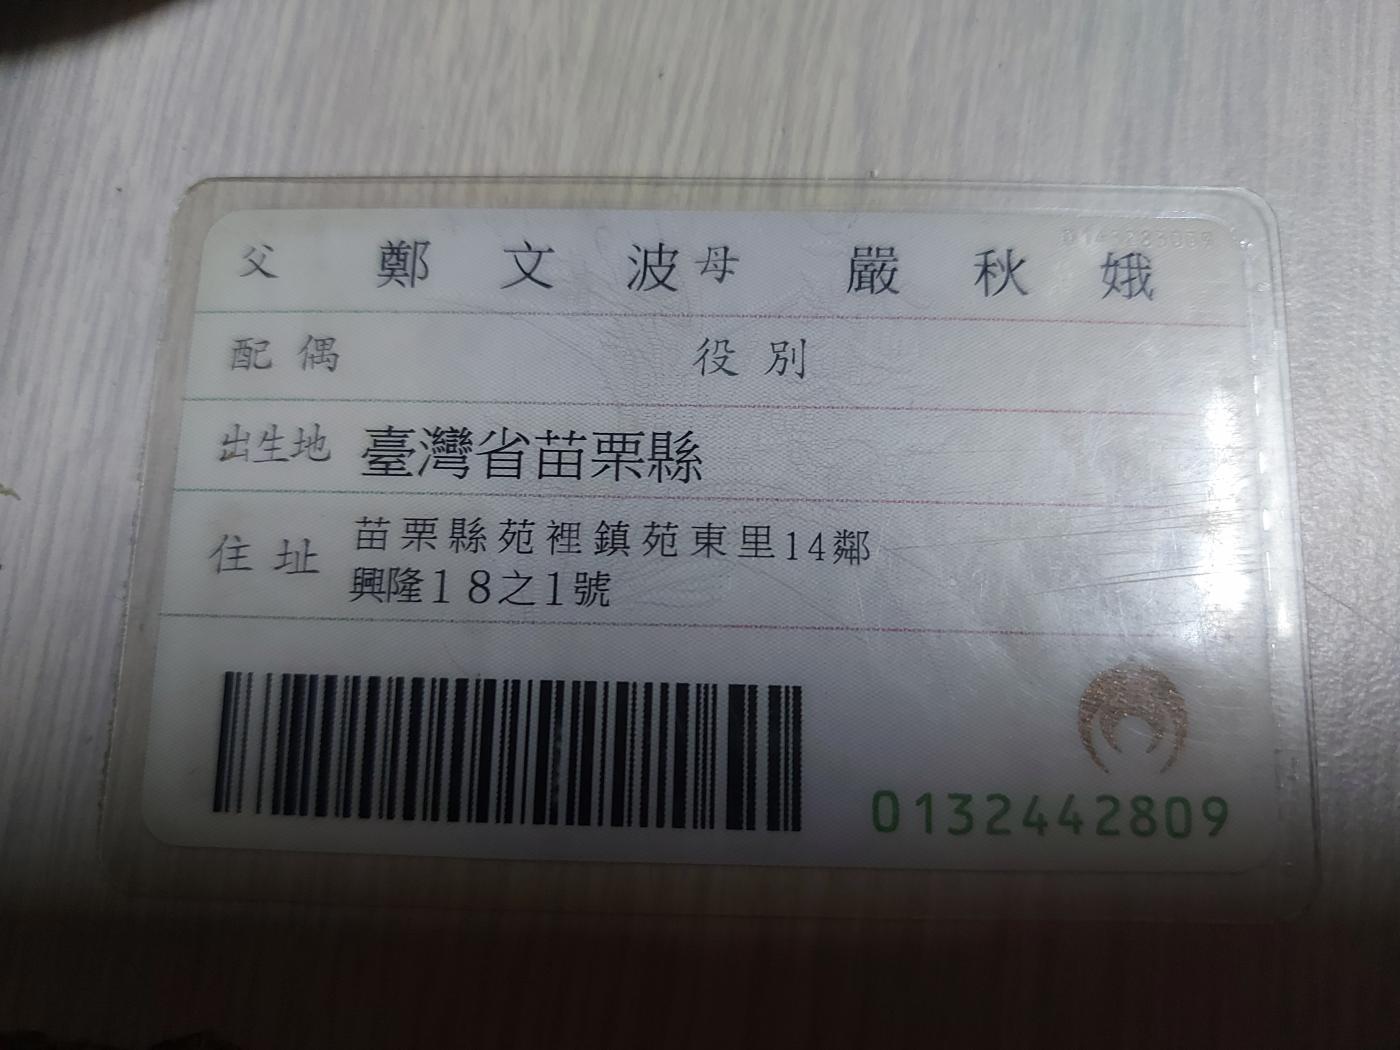 父 鄭文波 母 嚴秋娥
配偶 役別
出生地 臺灣省苗栗縣
住址 苗栗縣苑裡鎮苑東里14鄰
興隆18之1號
0132442809